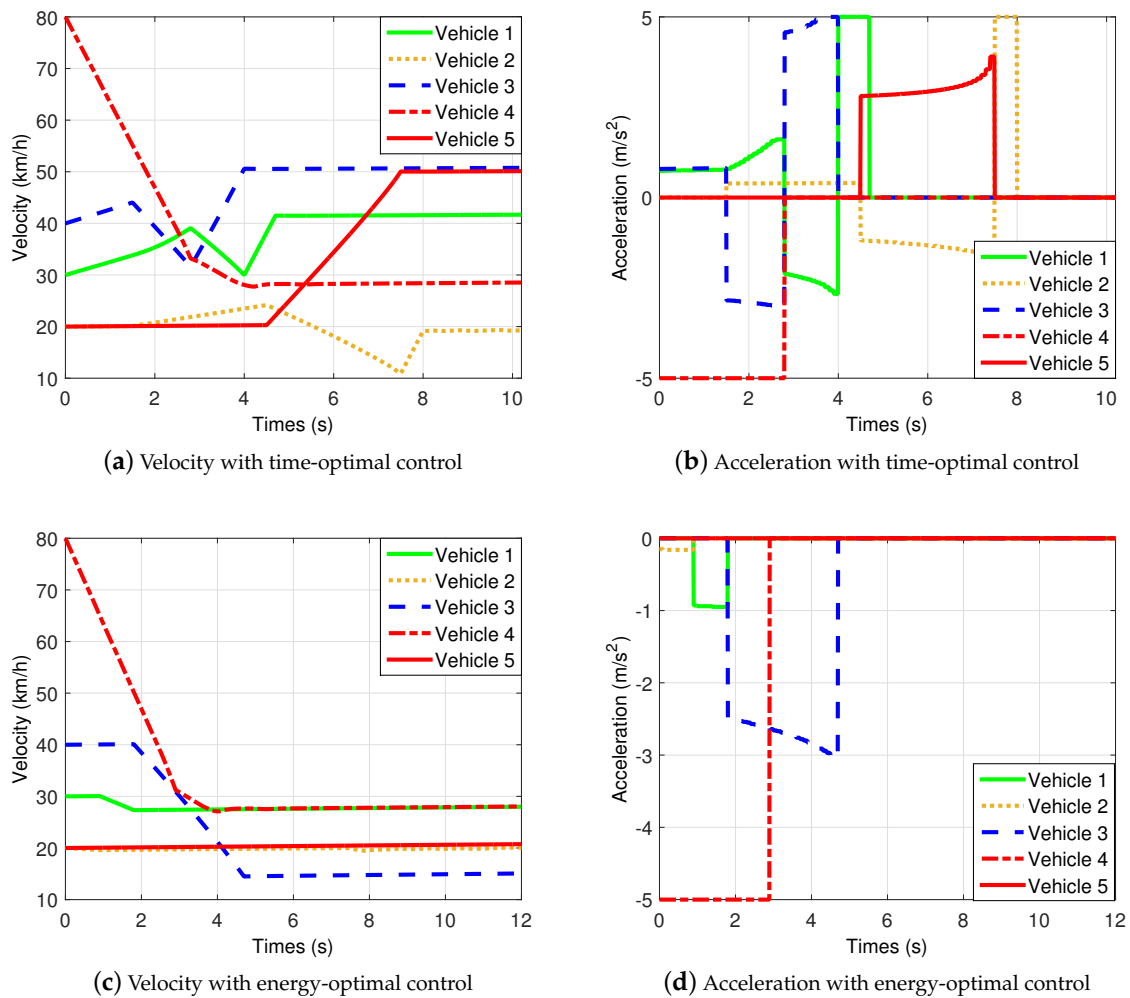 80
70
60
50
40
30
20
10
Velocity (km/h)
0 2 4 6 8 10
Times (s)
Vehicle 1
Vehicle 2
Vehicle 3
Vehicle 4
Vehicle 5
(a) Velocity with time-optimal control
5
0
-5
Acceleration (m/s²)
0 2 4 6 8 10
Times (s)
Vehicle 1
Vehicle 2
Vehicle 3
Vehicle 4
Vehicle 5
(b) Acceleration with time-optimal control
80
70
60
50
40
30
20
10
Velocity (km/h)
0 2 4 6 8 10 12
Times (s)
Vehicle 1
Vehicle 2
Vehicle 3
Vehicle 4
Vehicle 5
(c) Velocity with energy-optimal control
0
-1
-2
-3
-4
-5
Acceleration (m/s²)
0 2 4 6 8 10 12
Times (s)
Vehicle 1
Vehicle 2
Vehicle 3
Vehicle 4
Vehicle 5
(d) Acceleration with energy-optimal control